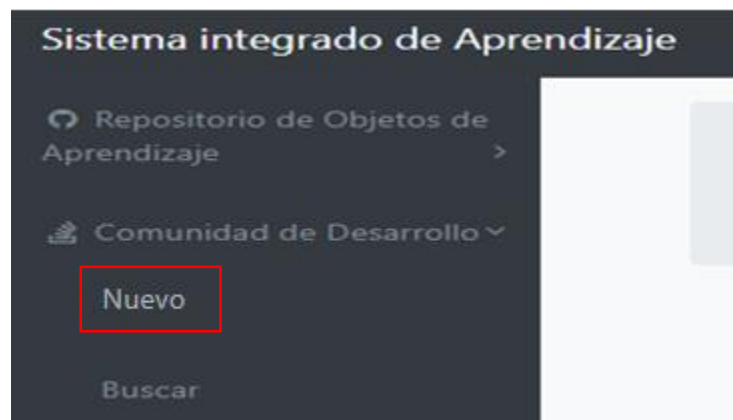 Sistema integrado de Aprendizaje
Repositorio de Objetos de
Aprendizaje
Comunidad de Desarrollo
Nuevo
Buscar